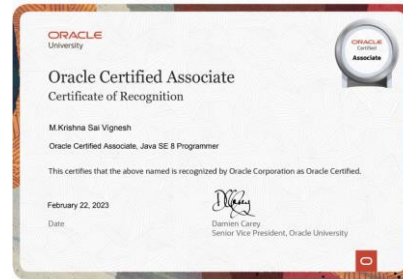 ORACLE
University
ORACLE
Certified
Associate
Oracle Certified Associate
Certificate of Recognition
M.Krishna Sai Vignesh
Oracle Certified Associate, Java SE 8 Programmer
This certifies that the above named is recognized by Oracle Corporation as Oracle Certified.
February 22, 2023
Date
Damien Carey
Senior Vice President, Oracle University